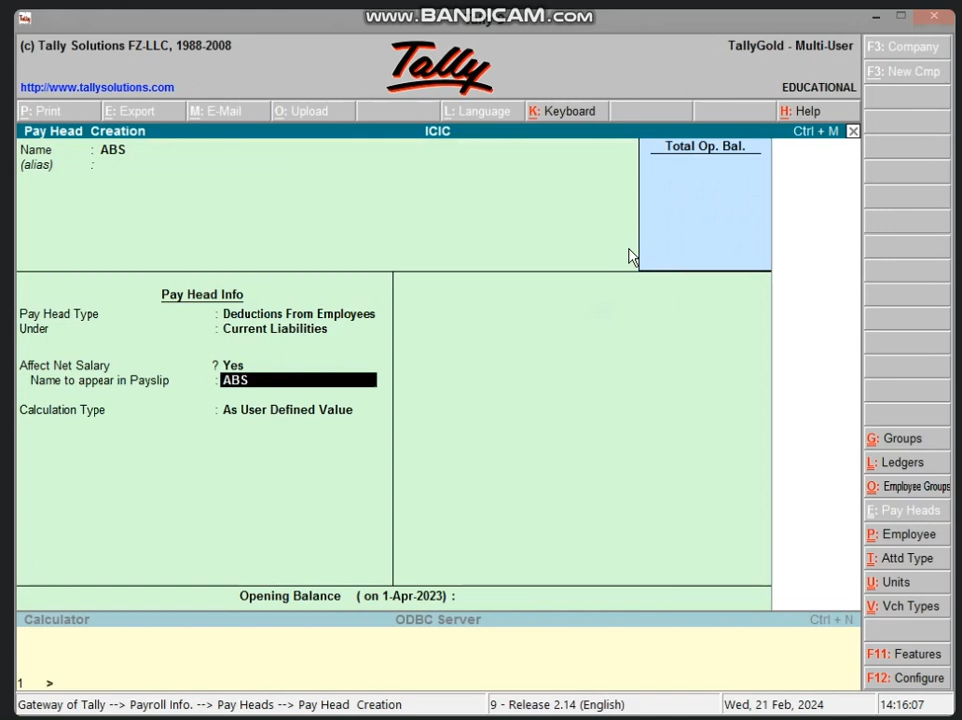 www.BANDICAM.com
(c) Tally Solutions FZ-LLC, 1988-2008
Tally
TallyGold - Multi-User
http://www.tallysolutions.com
EDUCATIONAL
P: Print
E: Export
M: E-Mail
O: Upload
L: Language
K: Keyboard
H: Help
Pay Head Creation
ICIC
Ctrl + M
Name : ABS
(alias) :
Total Op. Bal.
Pay Head Info
Pay Head Type : Deductions From Employees
Under : Current Liabilities
Affect Net Salary ? Yes
Name to appear in Payslip : ABS
Calculation Type : As User Defined Value
Opening Balance ( on 1-Apr-2023) :
F3: Company
F3: New Cmp
G: Groups
L: Ledgers
O: Employee Groups
E: Pay Heads
P: Employee
T: Attd Type
U: Units
V: Vch Types
F11: Features
F12: Configure
Calculator
ODBC Server
Ctrl + N
1 >
Gateway of Tally --> Payroll Info. --> Pay Heads --> Pay Head Creation
9 - Release 2.14 (English)
Wed, 21 Feb, 2024
14:16:07